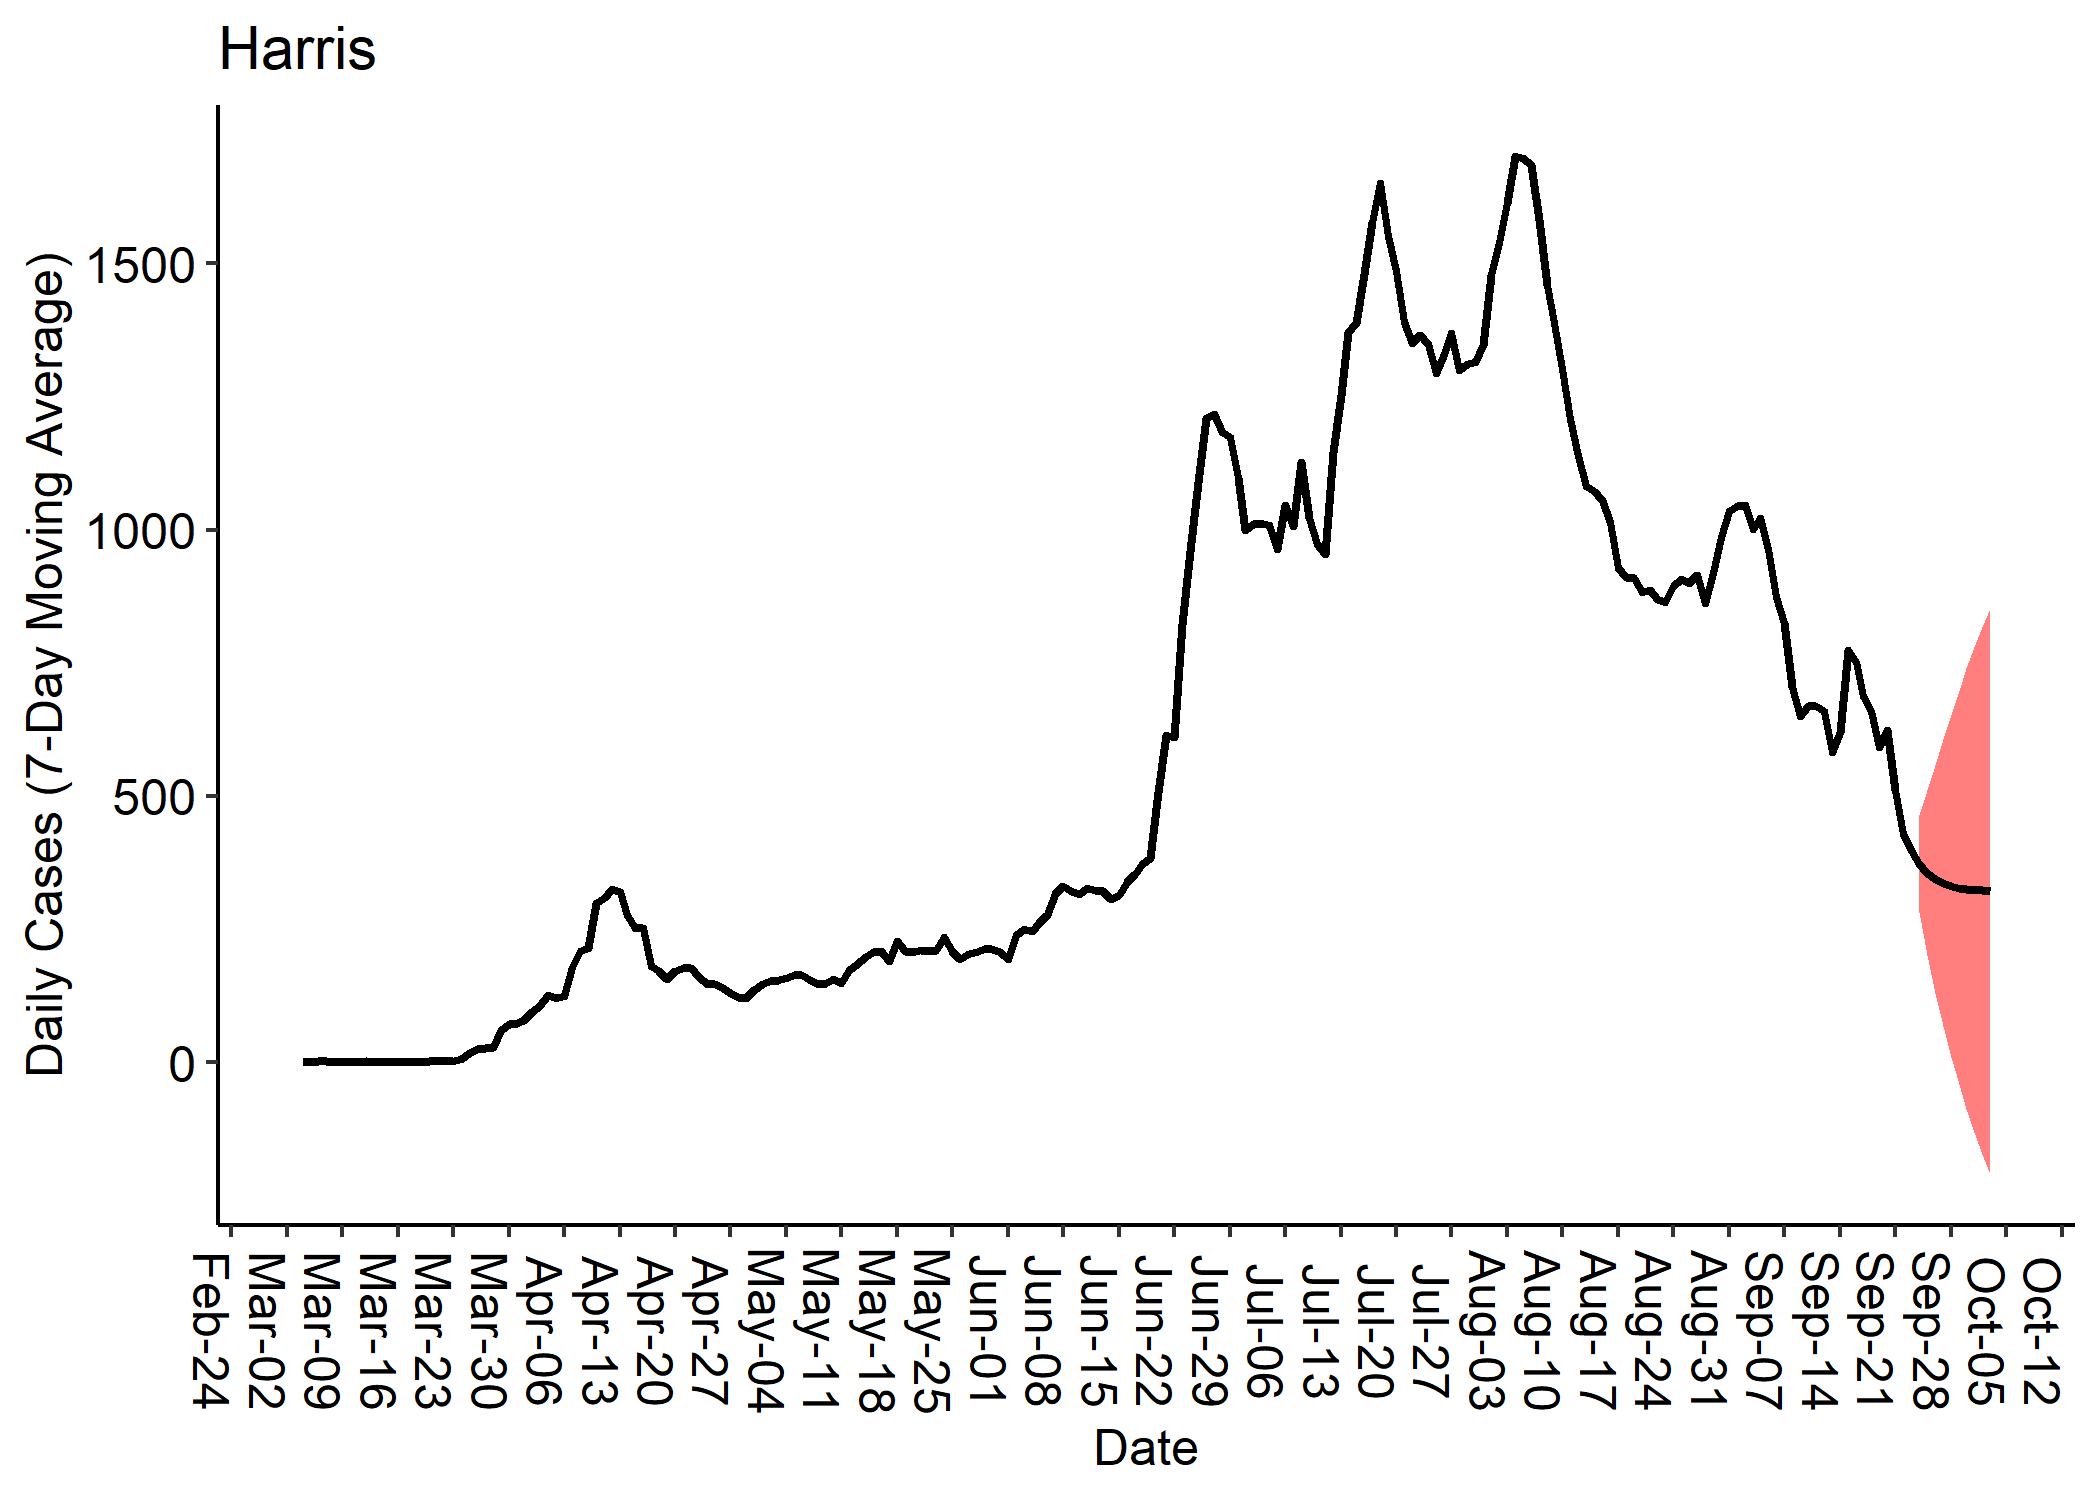 Harris
Daily Cases (7-Day Moving Average)
1500
1000
500
0
Feb-24
Mar-02
Mar-09
Mar-16
Mar-23
Mar-30
Apr-06
Apr-13
Apr-20
Apr-27
May-04
May-11
May-18
May-25
Jun-01
Jun-08
Jun-15
Jun-22
Jun-29
Jul-06
Jul-13
Jul-20
Jul-27
Aug-03
Aug-10
Aug-17
Aug-24
Aug-31
Sep-07
Sep-14
Sep-21
Sep-28
Oct-05
Oct-12
Date